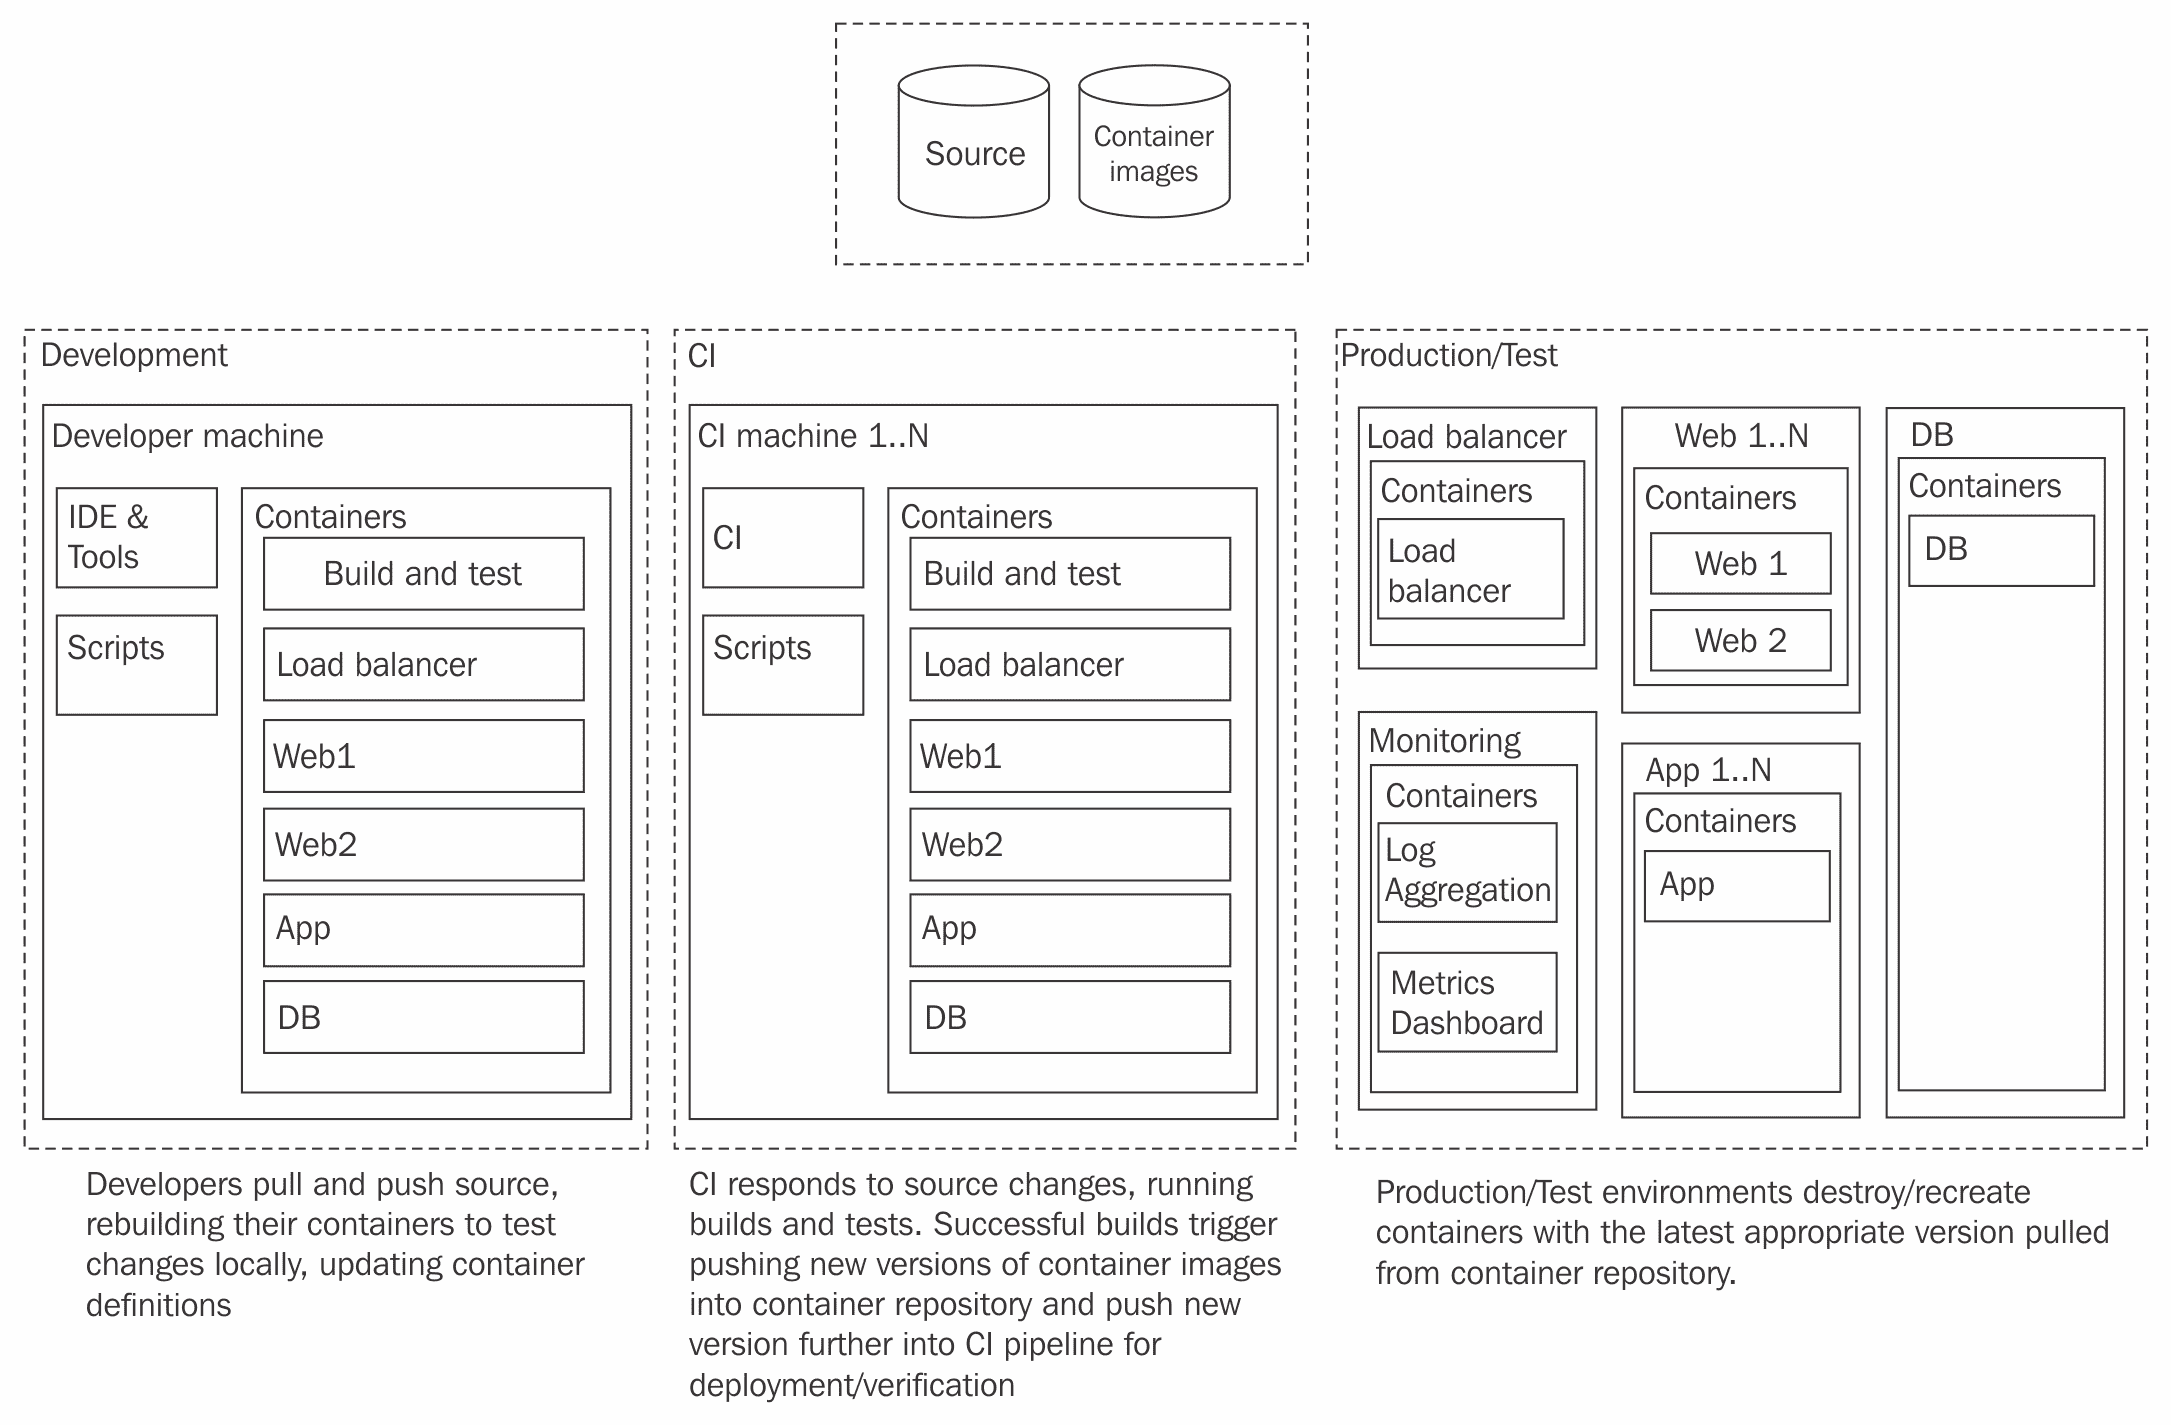 Source
Container
images
Development
Developer machine
IDE &
Tools
Scripts
Containers
Build and test
Load balancer
Web1
Web2
App
DB
Developers pull and push source,
rebuilding their containers to test
changes locally, updating container
definitions
CI
CI machine 1..N
CI
Scripts
Containers
Build and test
Load balancer
Web1
Web2
App
DB
CI responds to source changes, running
builds and tests. Successful builds trigger
pushing new versions of container images
into container repository and push new
version further into CI pipeline for
deployment/verification
Production/Test
Load balancer
Containers
Load
balancer
Monitoring
Containers
Log
Aggregation
Metrics
Dashboard
Web 1..N
Containers
Web 1
Web 2
App 1..N
Containers
App
DB
Containers
DB
Production/Test environments destroy/recreate
containers with the latest appropriate version pulled
from container repository.